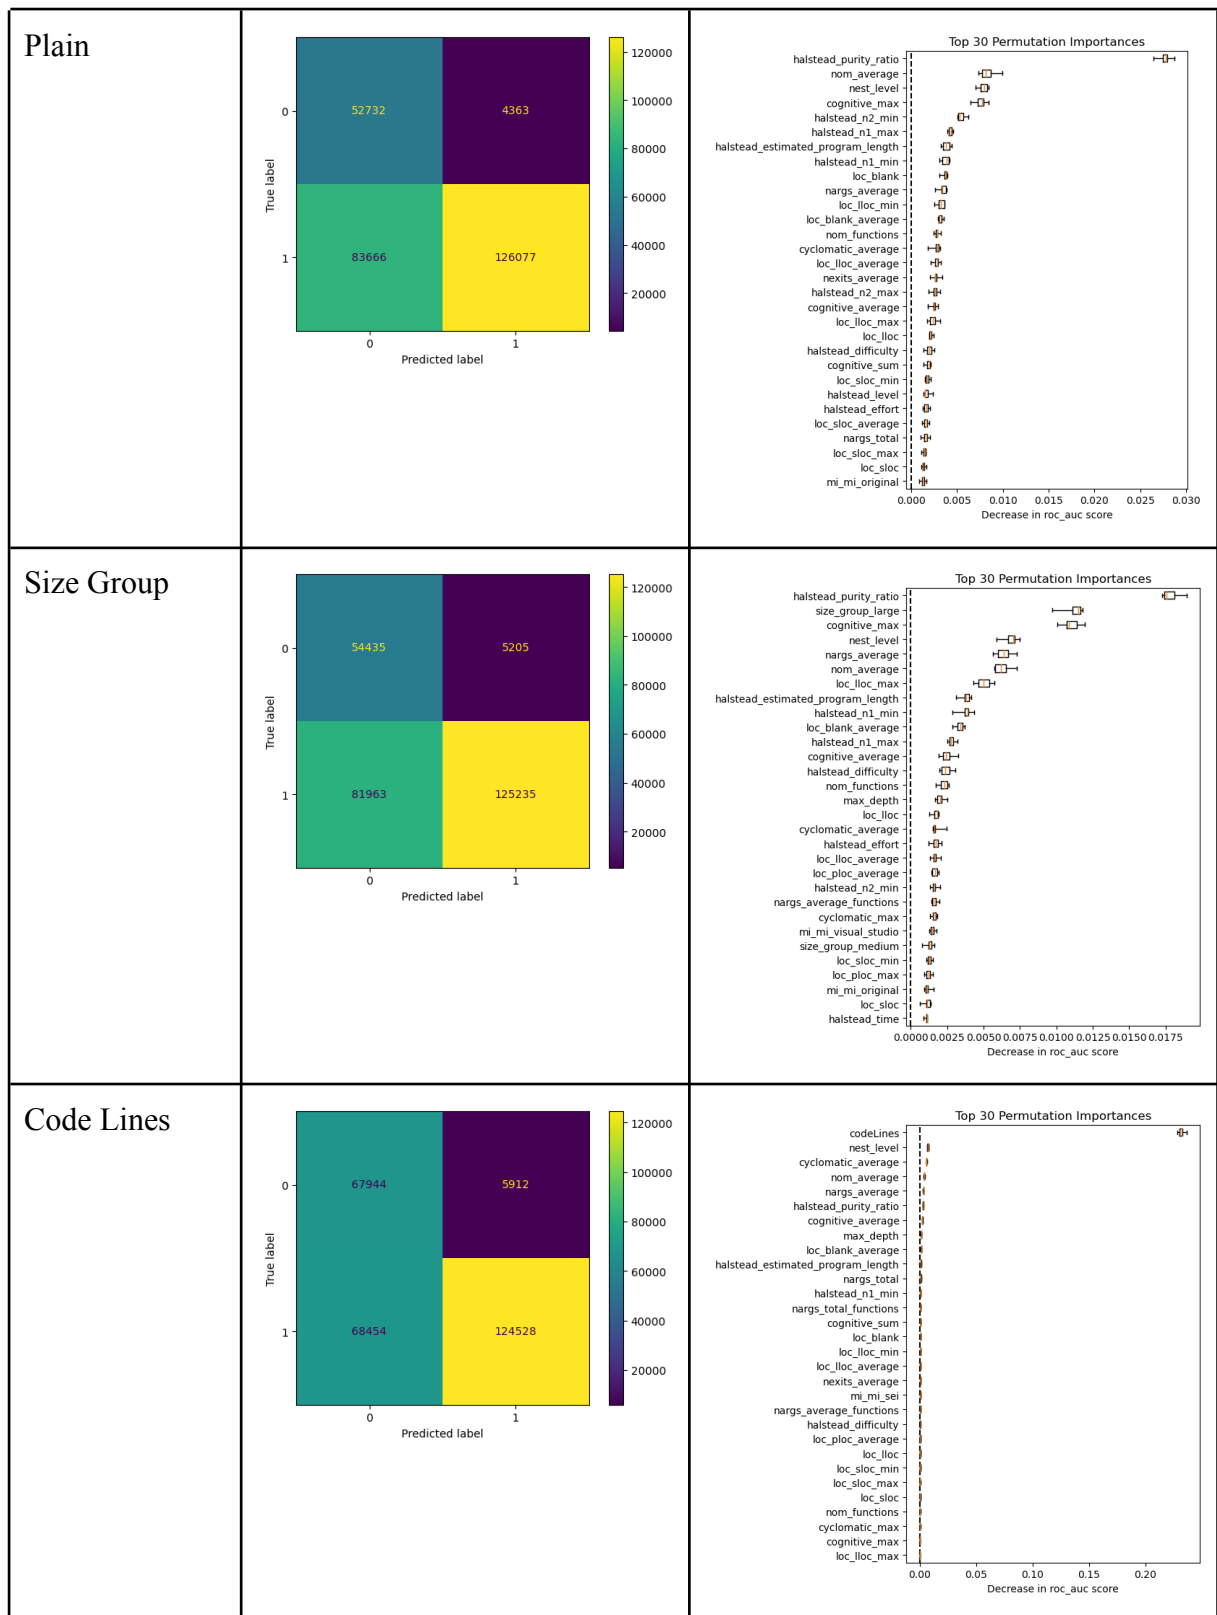 Plain
52732
4363
83666
126077
0
1
True label
0
1
Predicted label
120000
100000
80000
60000
40000
20000
Top 30 Permutation Importances
halstead_purity_ratio
nom_average
nest_level
cognitive_max
halstead_n2_min
halstead_n1_max
halstead_estimated_program_length
halstead_n1_min
loc_blank
nargs_average
loc_lloc_min
loc_blank_average
nom_functions
cyclomatic_average
loc_lloc_average
nexits_average
halstead_n2_max
cognitive_average
loc_lloc_max
loc_lloc
halstead_difficulty
cognitive_sum
loc_sloc_min
halstead_level
halstead_effort
loc_sloc_average
nargs_total
loc_sloc_max
loc_sloc
mi_mi_original
0.000 0.005 0.010 0.015 0.020 0.025 0.030
Decrease in roc_auc score
Size Group
54435
5205
81963
125235
0
1
True label
0
1
Predicted label
120000
100000
80000
60000
40000
20000
Top 30 Permutation Importances
halstead_purity_ratio
size_group_large
cognitive_max
nest_level
nargs_average
nom_average
loc_lloc_max
halstead_estimated_program_length
halstead_n1_min
loc_blank_average
halstead_n1_max
cognitive_average
halstead_difficulty
nom_functions
max_depth
loc_lloc
cyclomatic_average
halstead_effort
loc_lloc_average
loc_ploc_average
halstead_n2_min
nargs_average_functions
cyclomatic_max
mi_mi_visual_studio
size_group_medium
loc_sloc_min
loc_ploc_max
mi_mi_original
loc_sloc
halstead_time
0.0000 0.0025 0.0050 0.0075 0.0100 0.0125 0.0150 0.0175
Decrease in roc_auc score
Code Lines
67944
5912
68454
124528
0
1
True label
0
1
Predicted label
120000
100000
80000
60000
40000
20000
Top 30 Permutation Importances
codeLines
nest_level
cyclomatic_average
nom_average
nargs_average
halstead_purity_ratio
cognitive_average
max_depth
loc_blank_average
halstead_estimated_program_length
nargs_total
halstead_n1_min
nargs_total_functions
cognitive_sum
loc_blank
loc_lloc_min
loc_lloc_average
nexits_average
mi_mi_sei
nargs_average_functions
halstead_difficulty
loc_ploc_average
loc_lloc
loc_sloc_min
loc_sloc_max
loc_sloc
nom_functions
cyclomatic_max
cognitive_max
loc_lloc_max
0.00 0.05 0.10 0.15 0.20
Decrease in roc_auc score